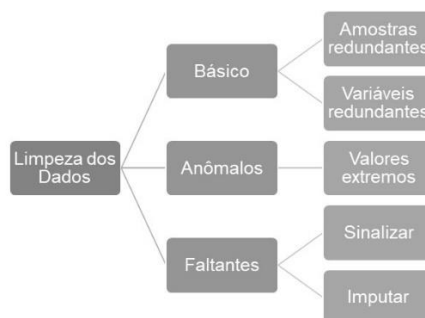 Limpeza dos
Dados
Básico
Amostras
redundantes
Variáveis
redundantes
Anômalos
Valores
extremos
Faltantes
Sinalizar
Imputar